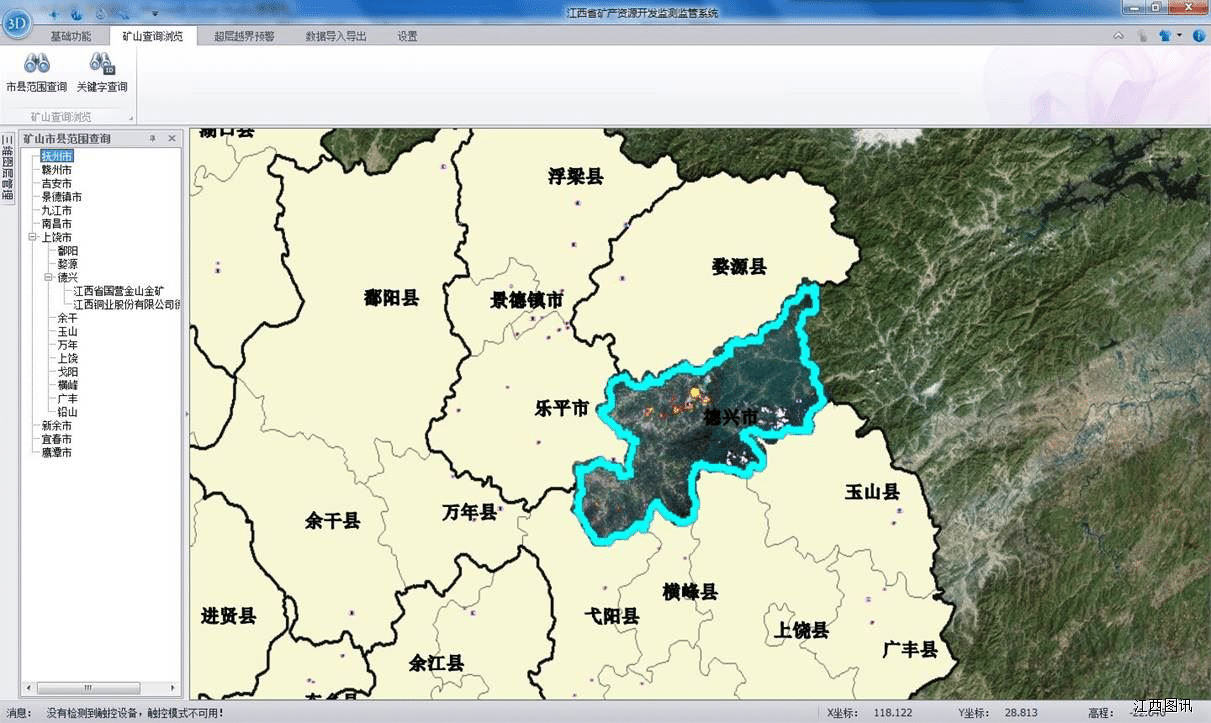 江西省矿产资源开发监测监管系统
3D
基础功能
矿山查询浏览
超层越界预警
数据导入导出
设置
市县范围查询
关键字查询
矿山查询浏览
三维图层管理
矿山市县范围查询
抚州市
赣州市
吉安市
景德镇市
九江市
南昌市
上饶市
鄱阳
婺源
德兴
江西省国营金山金矿
江西铜业股份有限公司德
余干
玉山
万年
上饶
弋阳
横峰
广丰
铅山
新余市
宜春市
鹰潭市
湖口县
浮梁县
婺源县
鄱阳县
景德镇市
乐平市
德兴市
玉山县
万年县
余干县
横峰县
弋阳县
进贤县
上饶县
广丰县
余江县
消息： 没有检测到触控设备，触控模式不可用！
X坐标： 118.122
Y坐标： 28.813
高程：
江西图讯